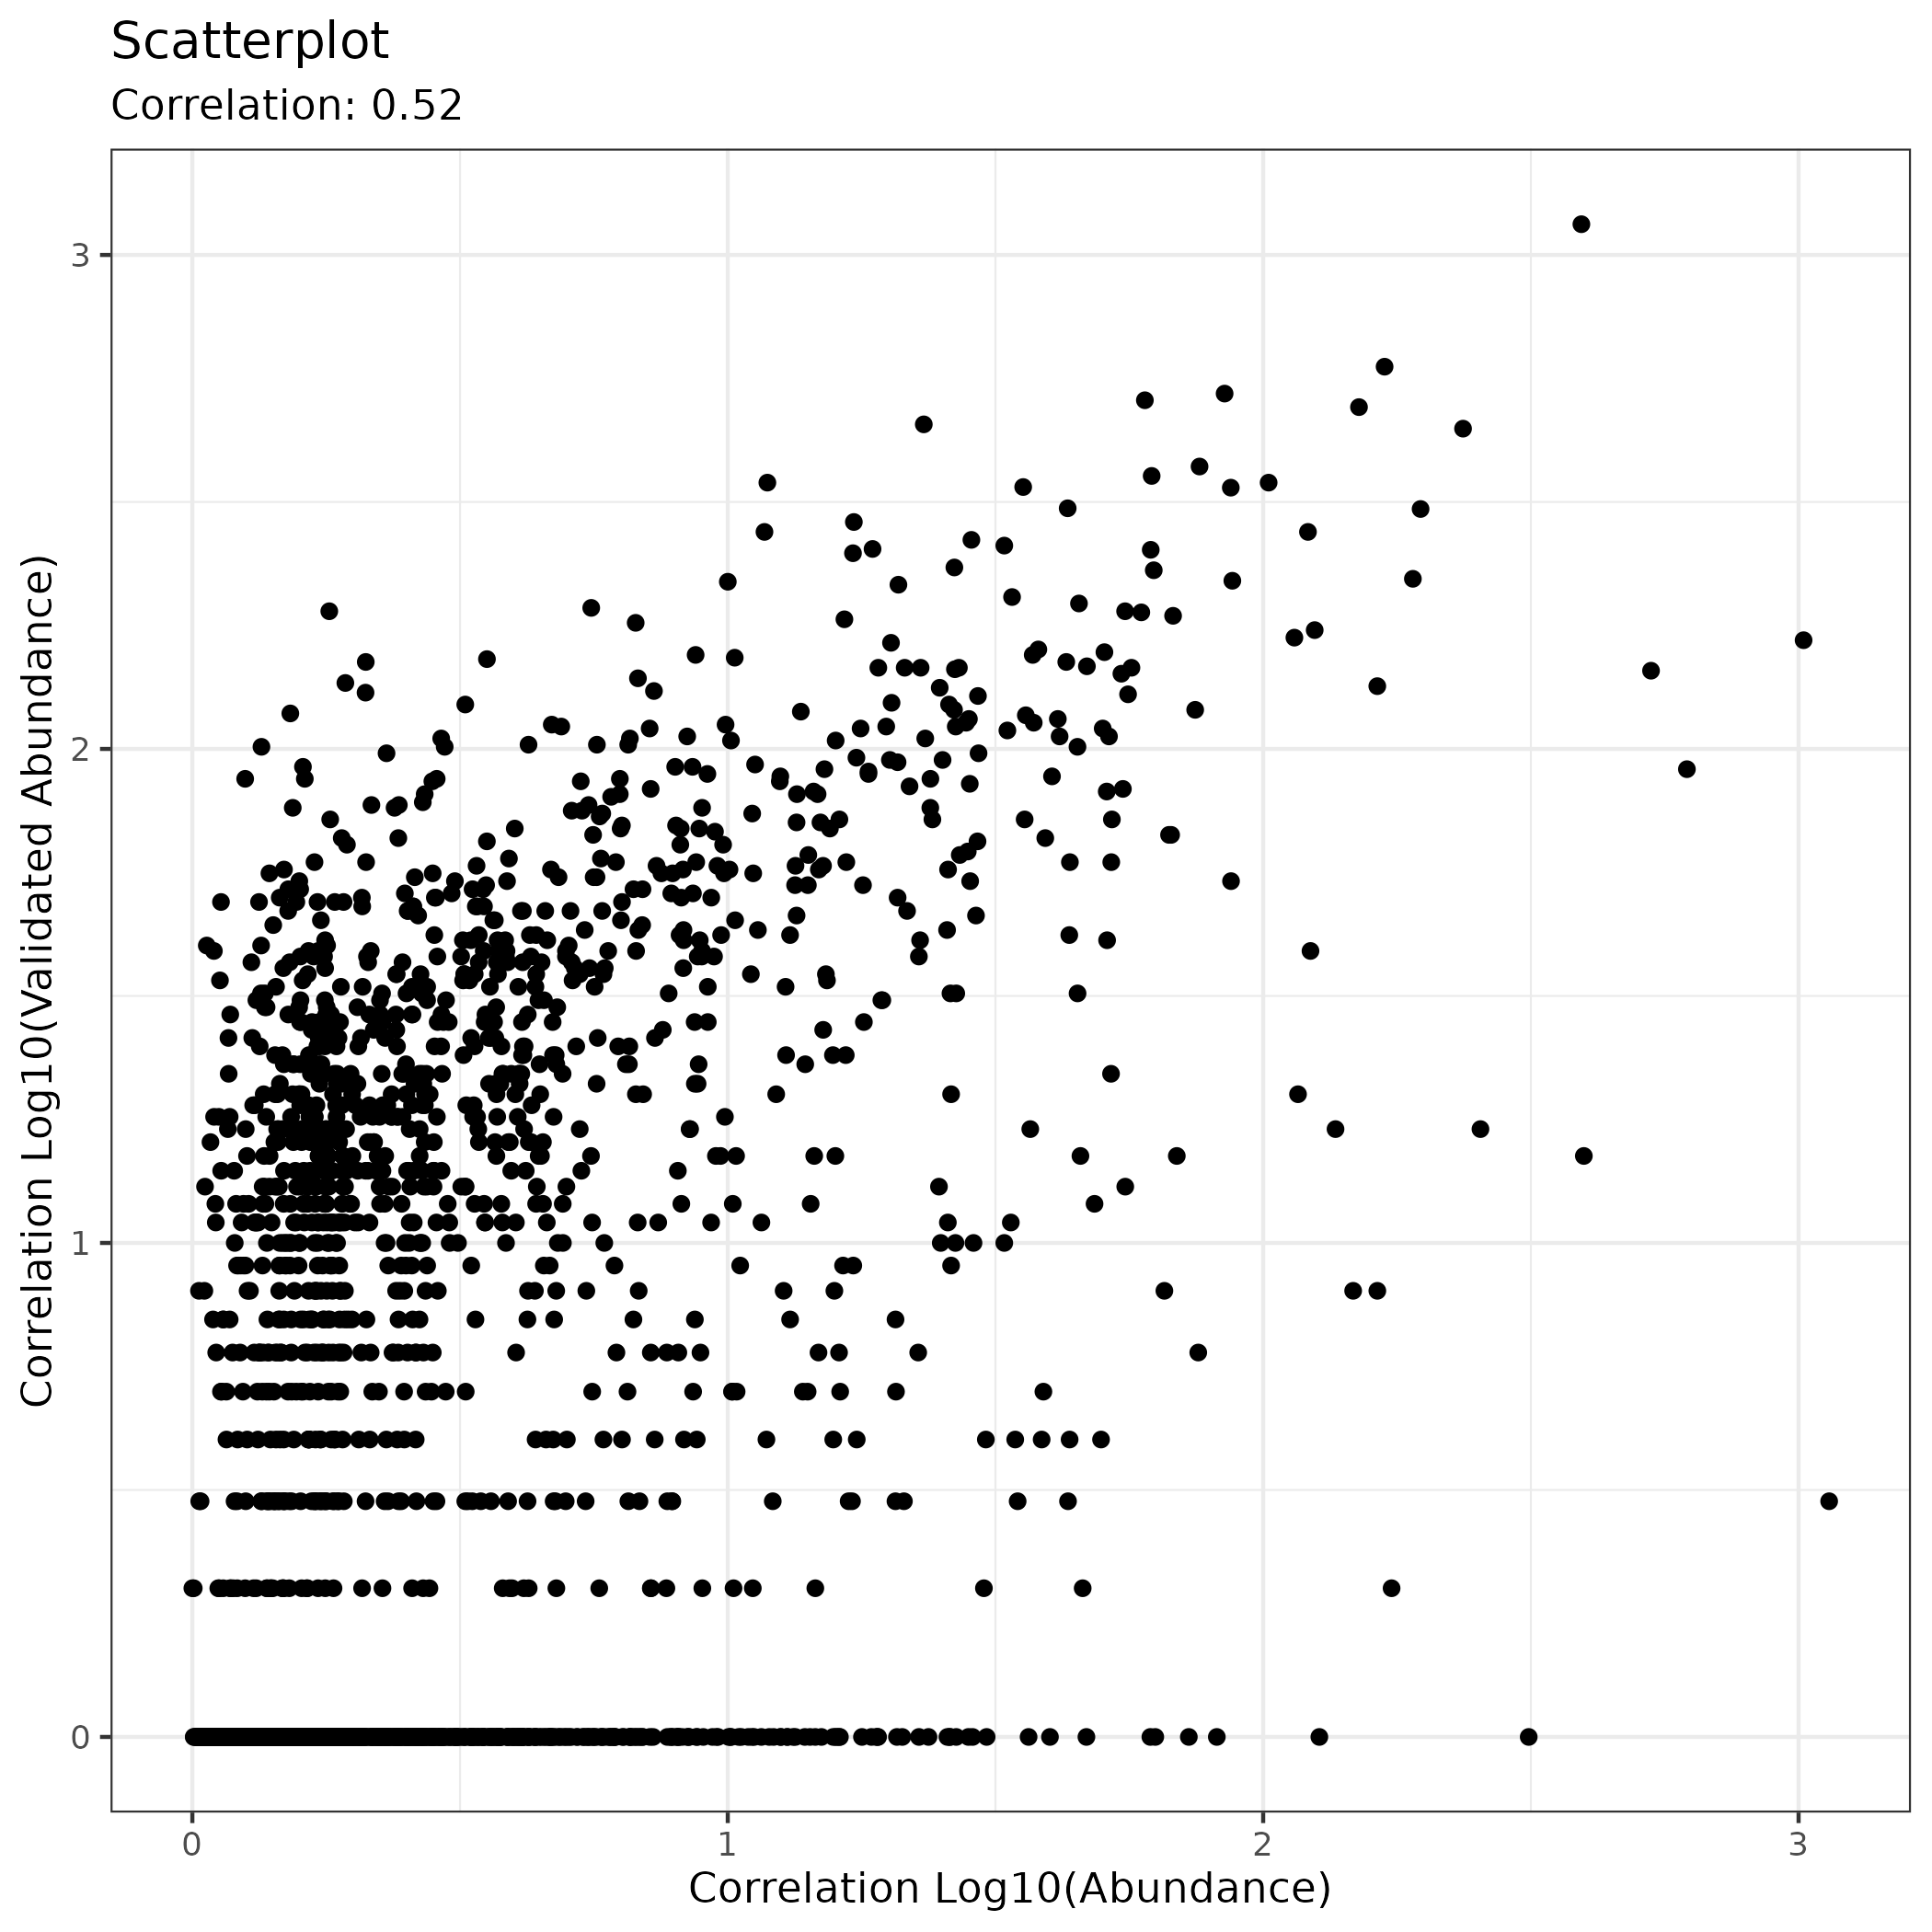 Scatterplot
Correlation: 0.52
Correlation Log10(Validated Abundance)
3
2
1
0
0 1 2 3
Correlation Log10(Abundance)